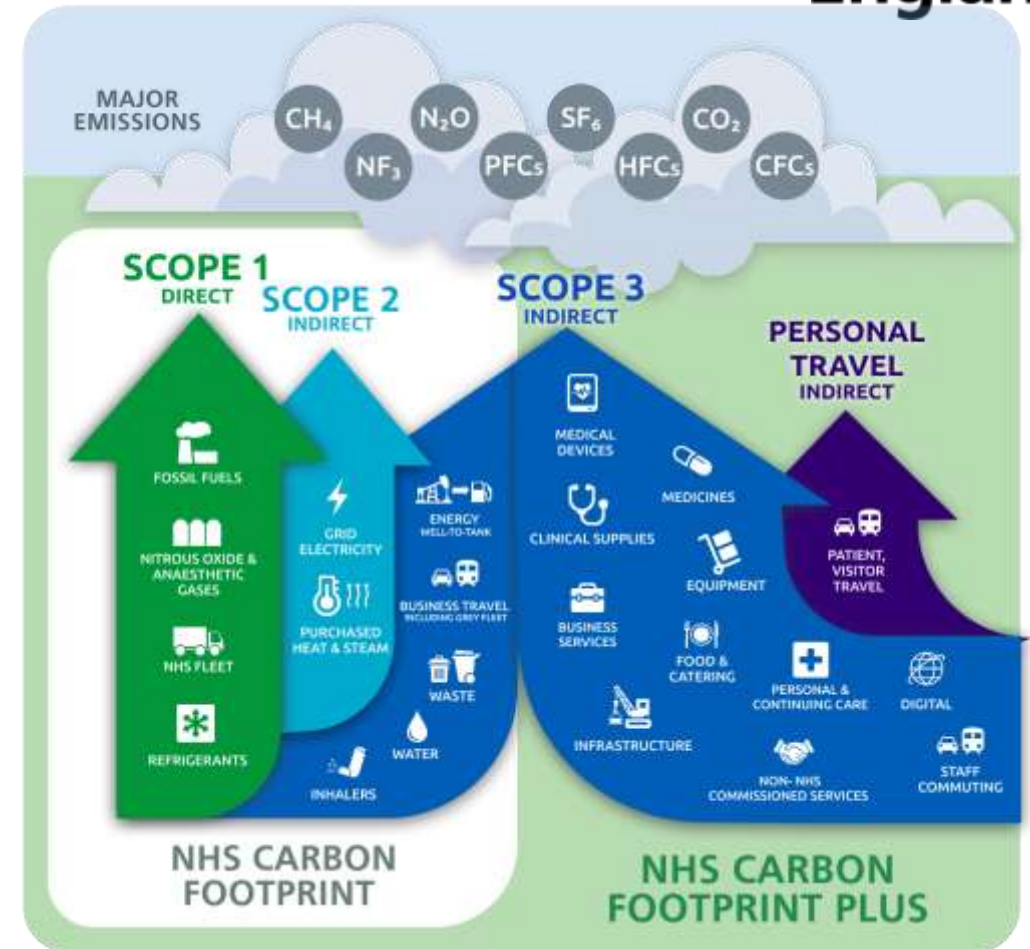 MAJOR
EMISSIONS
CH₄
N₂O
SF₆
CO₂
NF₃
PFCs
HFCs
CFCs
SCOPE 1
DIRECT
SCOPE 2
INDIRECT
SCOPE 3
INDIRECT
PERSONAL
TRAVEL
INDIRECT
FOSSIL FUELS
NITROUS OXIDE &
ANAESTHETIC
GASES
NHS FLEET
REFRIGERANTS
GRID
ELECTRICITY
PURCHASED
HEAT & STEAM
ENERGY
WELL-TO-TANK
BUSINESS TRAVEL
INCLUDING GREY FLEET
WASTE
WATER
INHALERS
MEDICAL
DEVICES
MEDICINES
CLINICAL SUPPLIES
EQUIPMENT
BUSINESS
SERVICES
FOOD &
CATERING
INFRASTRUCTURE
PERSONAL &
CONTINUING CARE
DIGITAL
NON- NHS
COMMISSIONED SERVICES
STAFF
COMMUTING
PATIENT,
VISITOR
TRAVEL
NHS CARBON
FOOTPRINT
NHS CARBON
FOOTPRINT PLUS